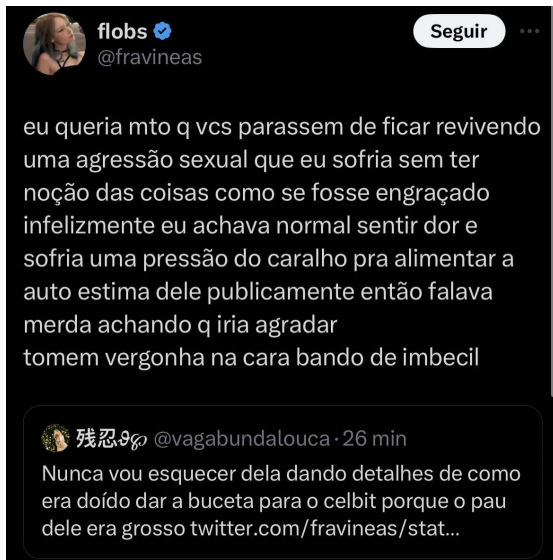 flobs
Seguir
@fravineas
eu queria mto q vcs parassem de ficar revivendo
uma agressão sexual que eu sofria sem ter
noção das coisas como se fosse engraçado
infelizmente eu achava normal sentir dor e
sofria uma pressão do caralho pra alimentar a
auto estima dele publicamente então falava
merda achando q iria agradar
tomem vergonha na cara bando de imbecil
残忍𝜗℘ @vagabundalouca · 26 min
Nunca vou esquecer dela dando detalhes de como
era doído dar a buceta para o celbit porque o pau
dele era grosso twitter.com/fravineas/stat...